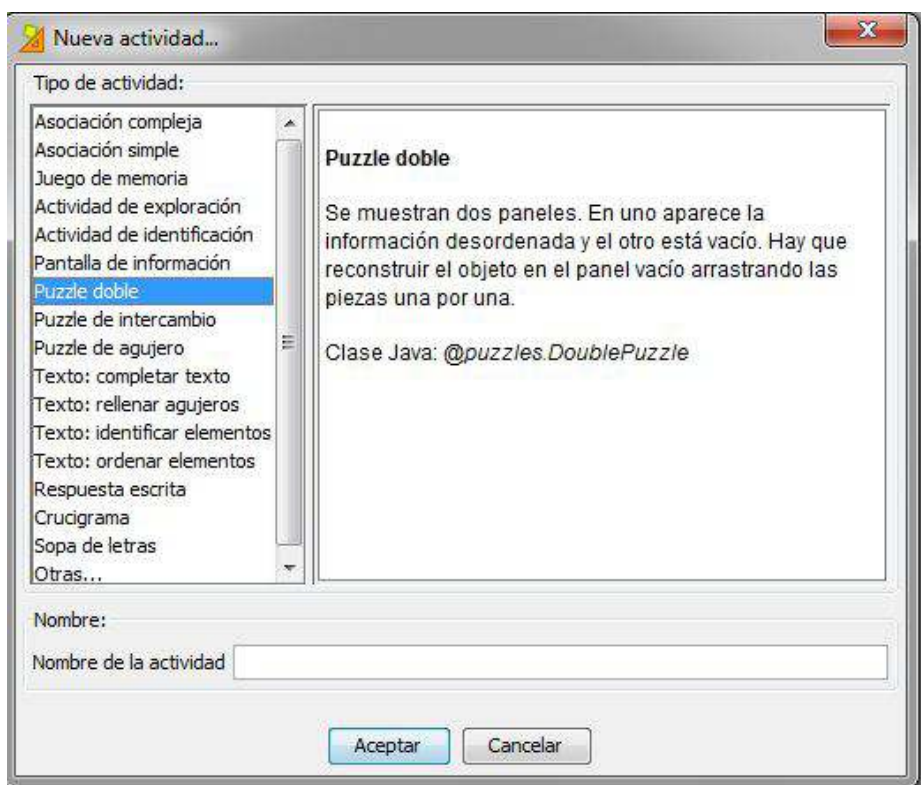 Nueva actividad...
Tipo de actividad:
Asociación compleja
Asociación simple
Juego de memoria
Actividad de exploración
Actividad de identificación
Pantalla de información
Puzzle doble
Puzzle de intercambio
Puzzle de agujero
Texto: completar texto
Texto: rellenar agujeros
Texto: identificar elementos
Texto: ordenar elementos
Respuesta escrita
Crucigrama
Sopa de letras
Otras...
Puzzle doble
Se muestran dos paneles. En uno aparece la
información desordenada y el otro está vacío. Hay que
reconstruir el objeto en el panel vacío arrastrando las
piezas una por una.
Clase Java: @puzzles.DoublePuzzle
Nombre:
Nombre de la actividad
Aceptar
Cancelar